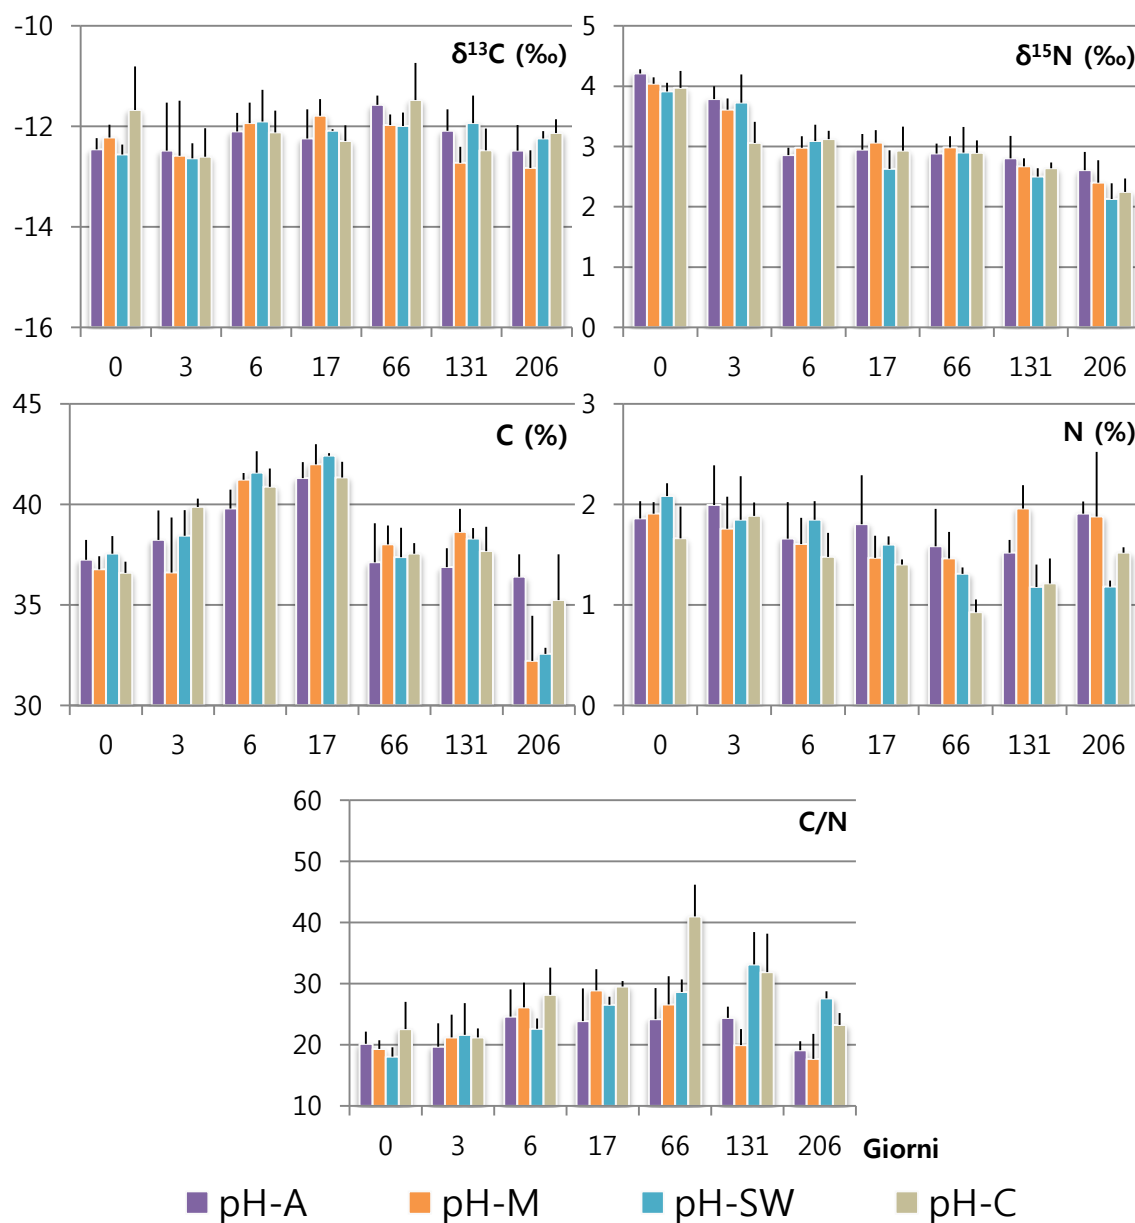 -10
-12
-14
-16
δ¹³C (‰)
0 3 6 17 66 131 206
5
4
3
2
1
0
δ¹⁵N (‰)
0 3 6 17 66 131 206
45
40
35
30
C (%)
0 3 6 17 66 131 206
3
2
1
0
N (%)
0 3 6 17 66 131 206
60
50
40
30
20
10
C/N
0 3 6 17 66 131 206 Giorni
pH-A pH-M pH-SW pH-C